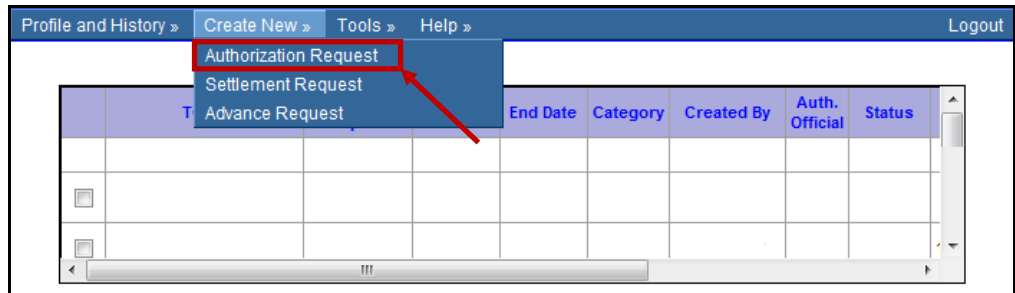 Profile and History » Create New » Tools » Help » Logout
Authorization Request
Settlement Request
Advance Request
End Date Category Created By Auth. Official Status